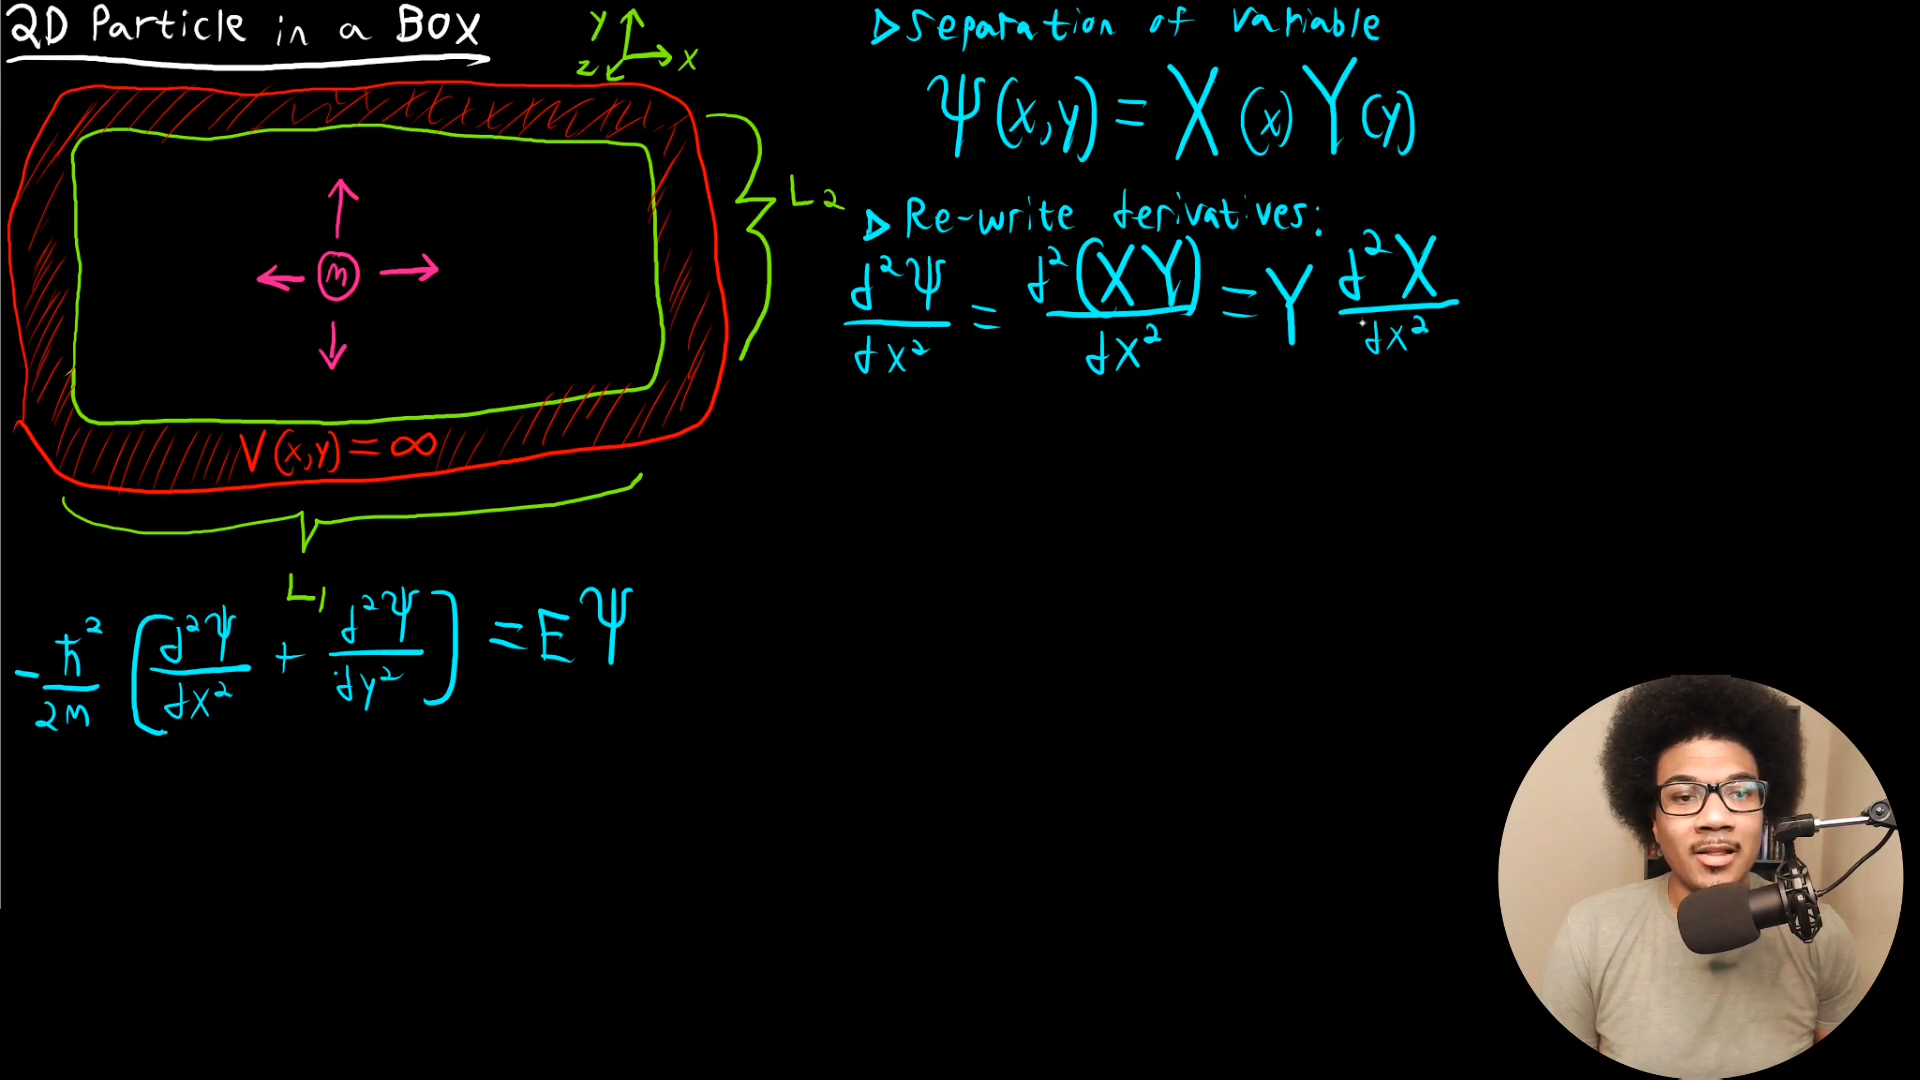 2D Particle in a Box
Y
X
Z
m
L2
V(x,y) = ∞
L1
-ħ²/2m [d²Ψ/dx² + d²Ψ/dy²] = EΨ
▷ Separation of variable
Ψ(x,y) = X(x)Y(y)
▷ Re-write derivatives:
d²Ψ/dx² = d²(XY)/dx² = Y d²X/dx²